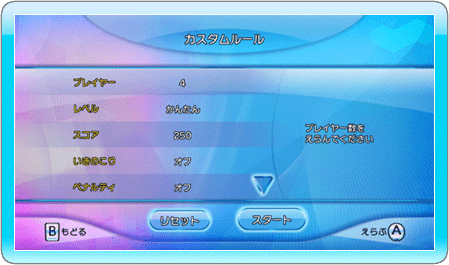 カスタムルール
プレイヤー 4
レベル かんたん
スコア 250
いきのこり オフ
ペナルティ オフ
プレイヤー数を
えらんでください
リセット スタート
B もどる えらぶ A